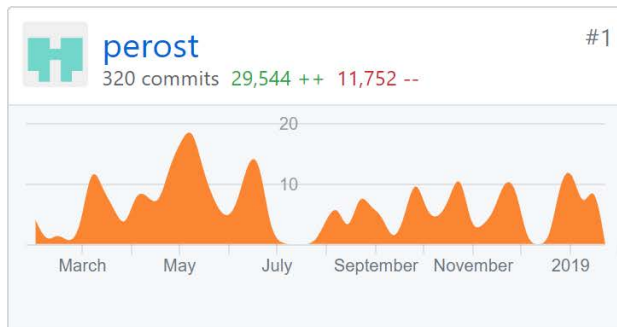 perost
#1
320 commits 29,544 ++ 11,752 --
20
10
March May July September November 2019